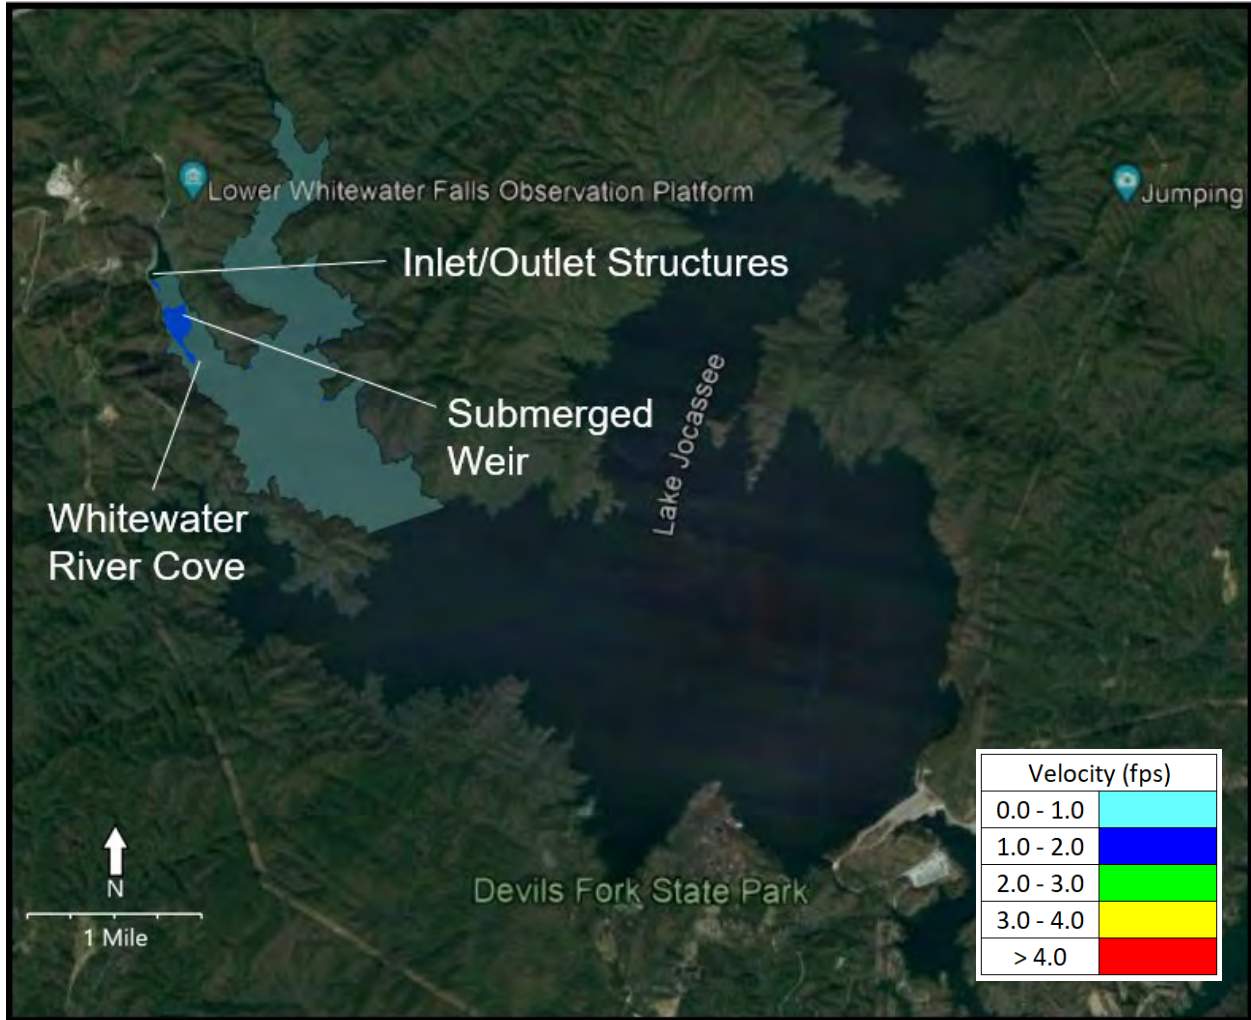 Lower Whitewater Falls Observation Platform
Jumping
Inlet/Outlet Structures
Submerged
Weir
Lake Jocassee
Whitewater
River Cove
Velocity (fps)
0.0 - 1.0
1.0 - 2.0
2.0 - 3.0
3.0 - 4.0
> 4.0
N
1 Mile
Devils Fork State Park